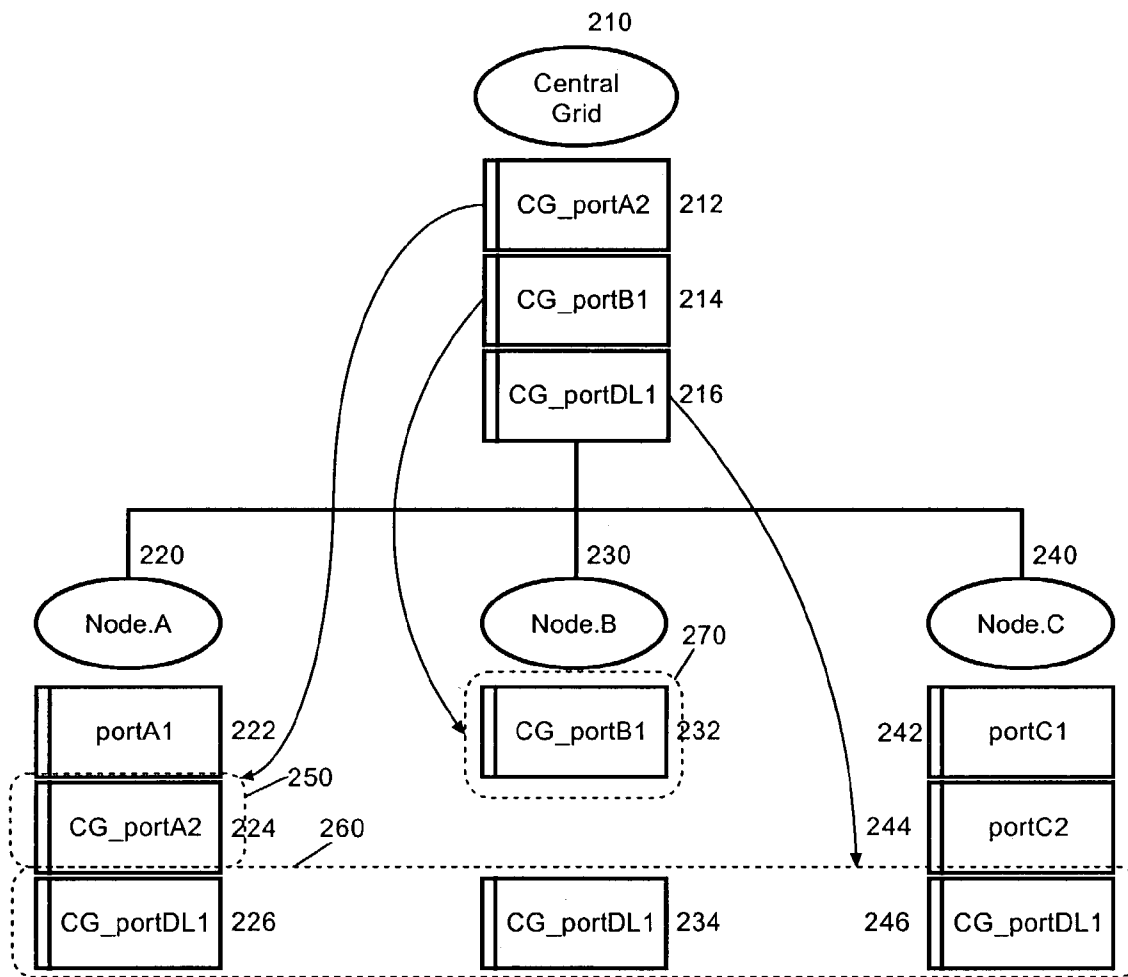 210
Central
Grid
CG_portA2 212
CG_portB1 214
CG_portDL1 216
220 230 240
Node.A Node.B Node.C
270
portA1 222 CG_portB1 232 242 portC1
250
CG_portA2 224 260 244 portC2
CG_portDL1 226 CG_portDL1 234 246 CG_portDL1